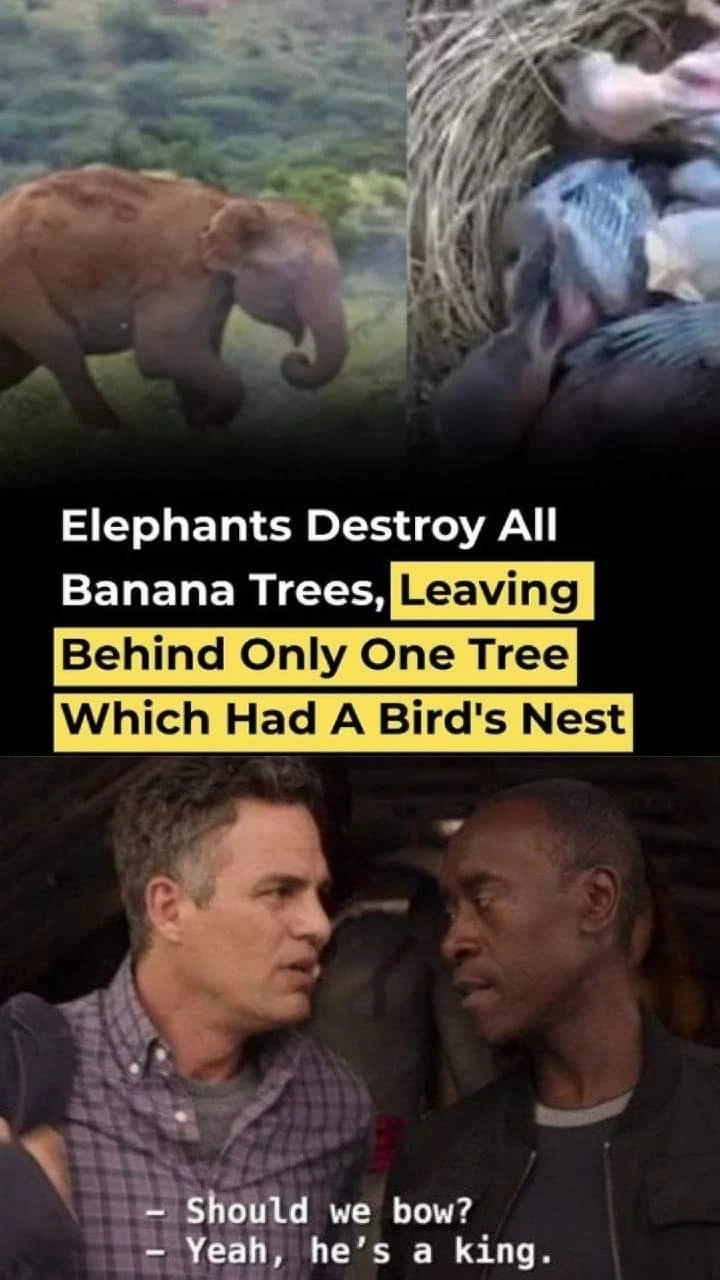 Elephants Destroy All
Banana Trees, Leaving
Behind Only One Tree
Which Had A Bird's Nest
– Should we bow?
– Yeah, he's a king.